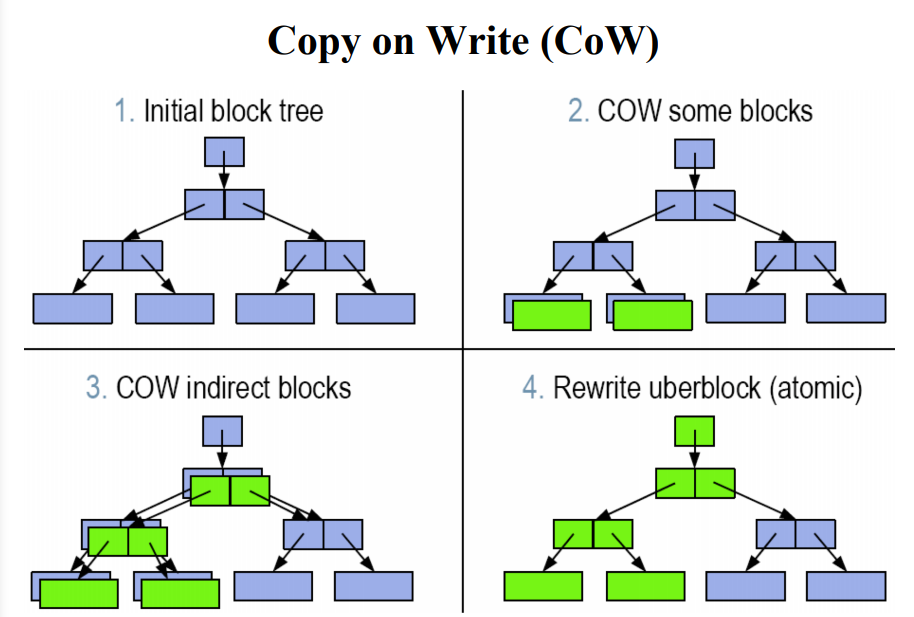 Copy on Write (CoW)
1. Initial block tree
2. COW some blocks
3. COW indirect blocks
4. Rewrite uberblock (atomic)